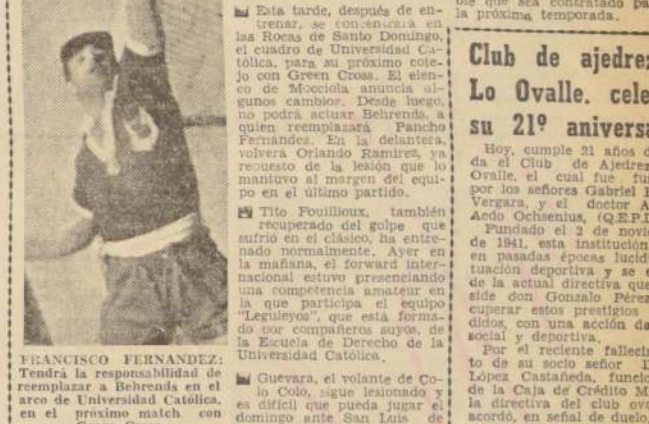 FRANCISCO FERNANDEZ:
Tendrá la responsabilidad de
reemplazar a Behrends en el
arco de Universidad Católica,
en el próximo match con
Green Cross.
Esta tarde, después de en-
trenar, se concentrará en
las Rocas de Santo Domingo,
el cuadro de Universidad Ca-
tólica, para su próximo cote-
jo con Green Cross. El elen-
co de Mocciola anuncia al-
gunos cambios. Desde luego,
no podrá actuar Behrends, a
quien reemplazará Pancho
Fernández. En la delantera,
volverá Orlando Ramírez, ya
repuesto de la lesión que lo
mantuvo al margen del equi-
po en el último partido.
Tito Fouillioux, también
recuperado del golpe que
sufrió en el clásico, ha entre-
nado normalmente. Ayer en
la mañana, el forward inter-
nacional estuvo presenciando
una competencia amateur en
la que participa el equipo
"Leguleyos", que está forma-
do por compañeros suyos, de
la Escuela de Derecho de la
Universidad Católica.
Guevara, el volante de Co-
lo Colo, sigue lesionado y
es difícil que pueda jugar el
domingo ante San Luis de
ble que sea contratado pa
la próxima temporada.
Club de ajedrez
Lo Ovalle. cele
su 21º aniversa
Hoy, cumple 21 años d
da el Club de Ajedrez
Ovalle, el cual fue fu
por los señores Gabriel E
Vergara, y el doctor A
Aedo Ochsenius, (Q.E.P.D
Fundado el 2 de novie
de 1941, esta institución
en pasadas épocas lucid
tuación deportiva y se e
de la actual directiva que
side don Gonzalo Pérez
cuperar estos prestigios
didos, con una acción de
social y deportiva.
Por el reciente falleci
to de su socio señor D
López Castañeda, funcio
de la Caja de Crédito M
la directiva del club ova
acordó, en señal de duelo,